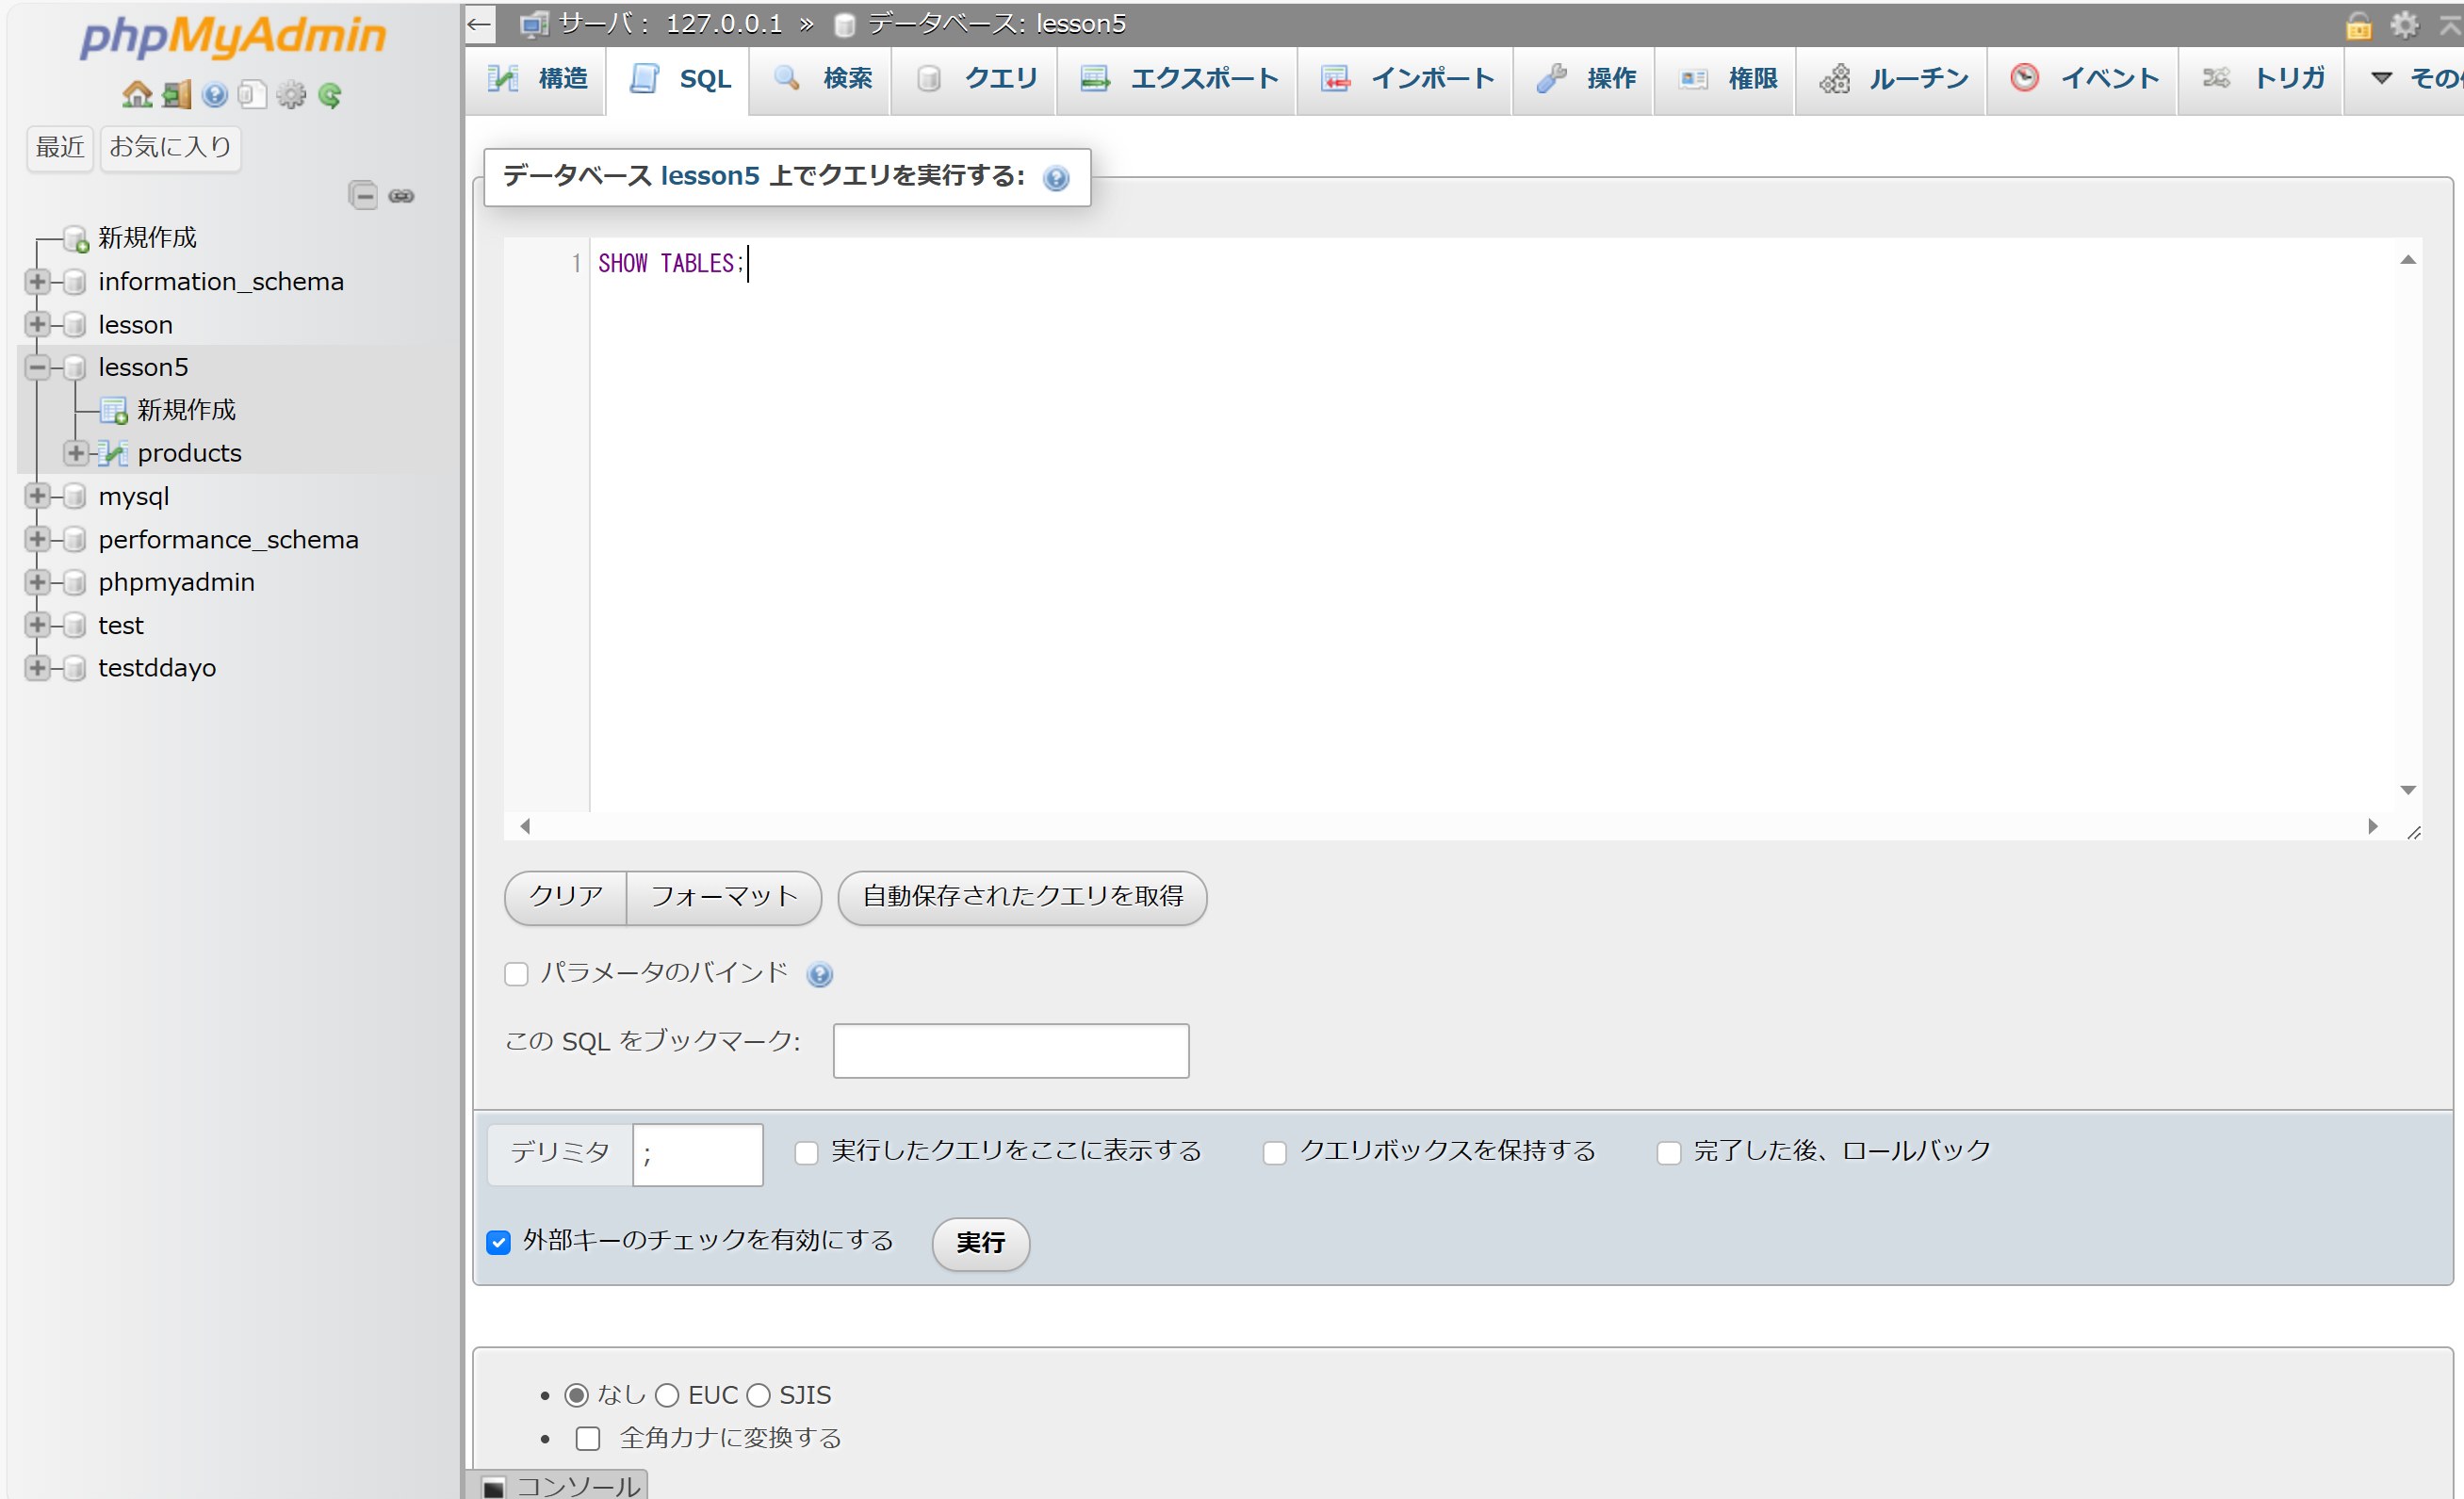 phpMyAdmin
最近 お気に入り
新規作成
information_schema
lesson
lesson5
新規作成
products
mysql
performance_schema
phpmyadmin
test
testddayo
サーバ: 127.0.0.1 » データベース: lesson5
構造 SQL 検索 クエリ エクスポート インポート 操作 権限 ルーチン イベント トリガ
データベース lesson5 上でクエリを実行する:
1 SHOW TABLES;
クリア フォーマット 自動保存されたクエリを取得
パラメータのバインド
この SQL をブックマーク:
デリミタ ; 実行したクエリをここに表示する クエリボックスを保持する 完了した後、ロールバック
外部キーのチェックを有効にする 実行
なし EUC SJIS
全角カナに変換する
コンソール